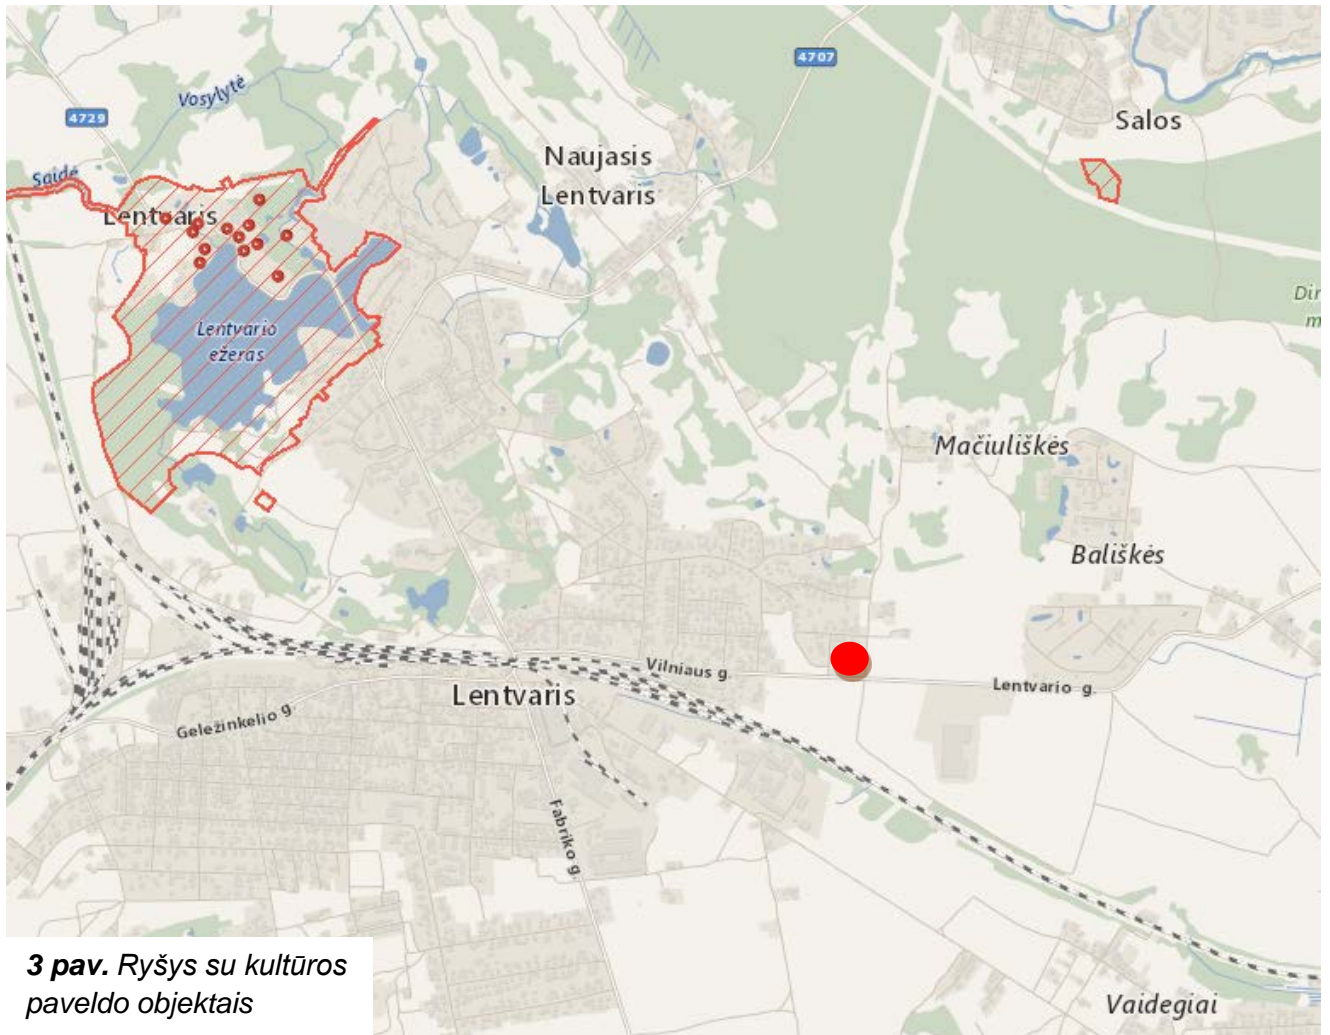 4707
Vosylytė
4729
Salos
Naujasis
Lentvaris
Saidė
Lentvaris
Dir
m
Lentvario
ežeras
Mačiuliškės
Bališkės
Vilniaus g.
Lentvario g.
Lentvaris
Geležinkelio g.
Fabriko g.
3 pav. Ryšys su kultūros
paveldo objektais
Vaidegiai